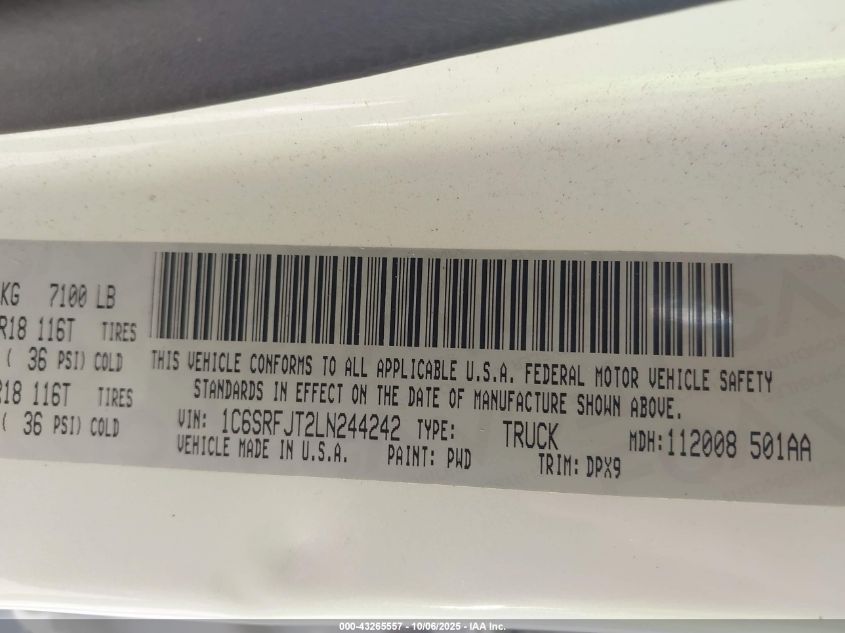 KG 7100 LB
R18 116T TIRES
( 36 PSI) COLD
R18 116T TIRES
( 36 PSI) COLD
THIS VEHICLE CONFORMS TO ALL APPLICABLE U.S.A. FEDERAL MOTOR VEHICLE SAFETY
STANDARDS IN EFFECT ON THE DATE OF MANUFACTURE SHOWN ABOVE.
VIN: 1C6SRFJT2LN244242 TYPE: TRUCK MDH:112008 501AA
VEHICLE MADE IN U.S.A. PAINT: PWD TRIM: DPX9
000-43265557 - 10/06/2025 - IAA Inc.